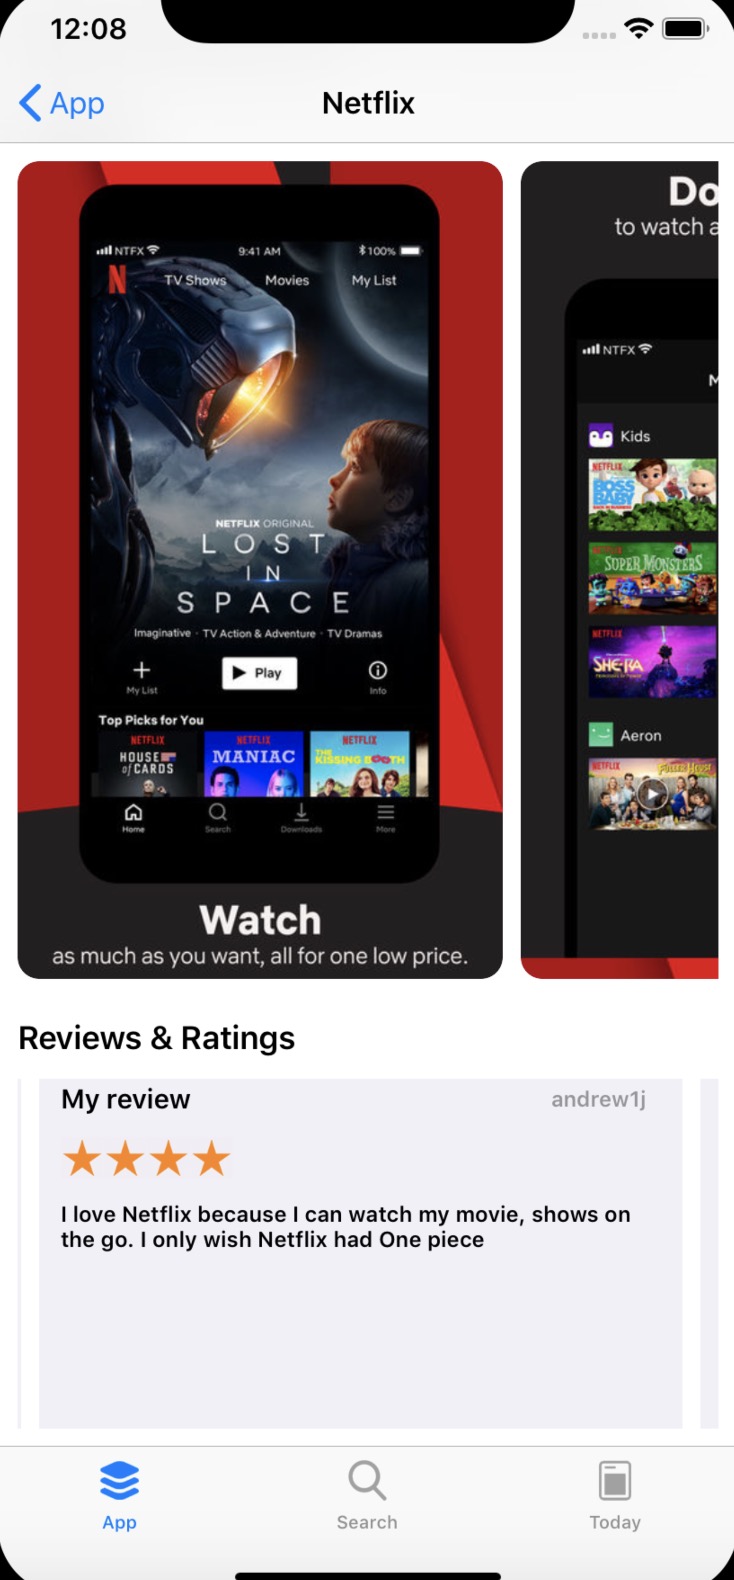 12:08
App
Netflix
NTFX
9:41 AM
100%
N
TV Shows
Movies
My List
NETFLIX ORIGINAL
LOST
IN
SPACE
Imaginative · TV Action & Adventure · TV Dramas
My List
Play
Info
Top Picks for You
NETFLIX
HOUSE
of CARDS
NETFLIX
MANIAC
NETFLIX
THE
KISSING BOOTH
Home
Search
Downloads
More
Watch
as much as you want, all for one low price.
Do
to watch a
NTFX
M
Kids
NETFLIX
BOSS
BABY
SUPER MONSTERS
NETFLIX
SHE-RA
Aeron
NETFLIX
FULLER HOUSE
Reviews & Ratings
My review
andrew1j
★★★★
I love Netflix because I can watch my movie, shows on
the go. I only wish Netflix had One piece
App
Search
Today